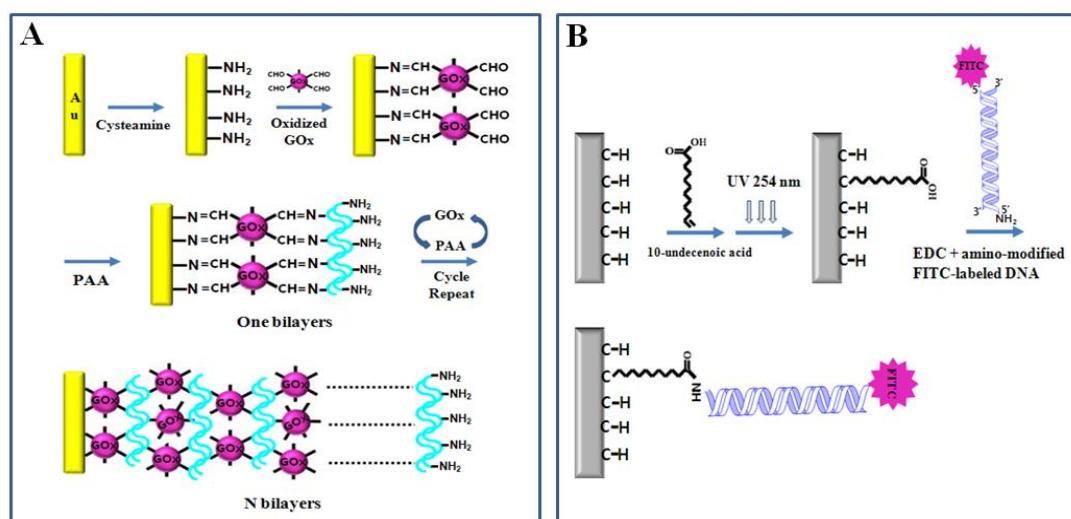 A
Au
Cysteamine
NH2
NH2
NH2
NH2
CHO CHO
GOx
CHO CHO
Oxidized
GOx
N=CH CHO
GOx
N=CH CHO
N=CH CHO
GOx
N=CH CHO
PAA
N=CH CH=N NH2
GOx NH2
N=CH CH=N
NH2
N=CH CH=N
GOx NH2
N=CH CH=N
NH2
One bilayers
GOx
PAA
Cycle
Repeat
GOx GOx GOx GOx
GOx GOx
GOx GOx GOx GOx
NH2
NH2
NH2
NH2
NH2
N bilayers
B
C-H
C-H
C-H
C-H
C-H
O OH
10-undecenoic acid
UV 254 nm
C-H
C O
OH
C-H
C-H
C-H
FITC
5' 3'
3' 5'
NH2
EDC + amino-modified
FITC-labeled DNA
C-H
C O
NH
C-H
C-H
C-H
FITC